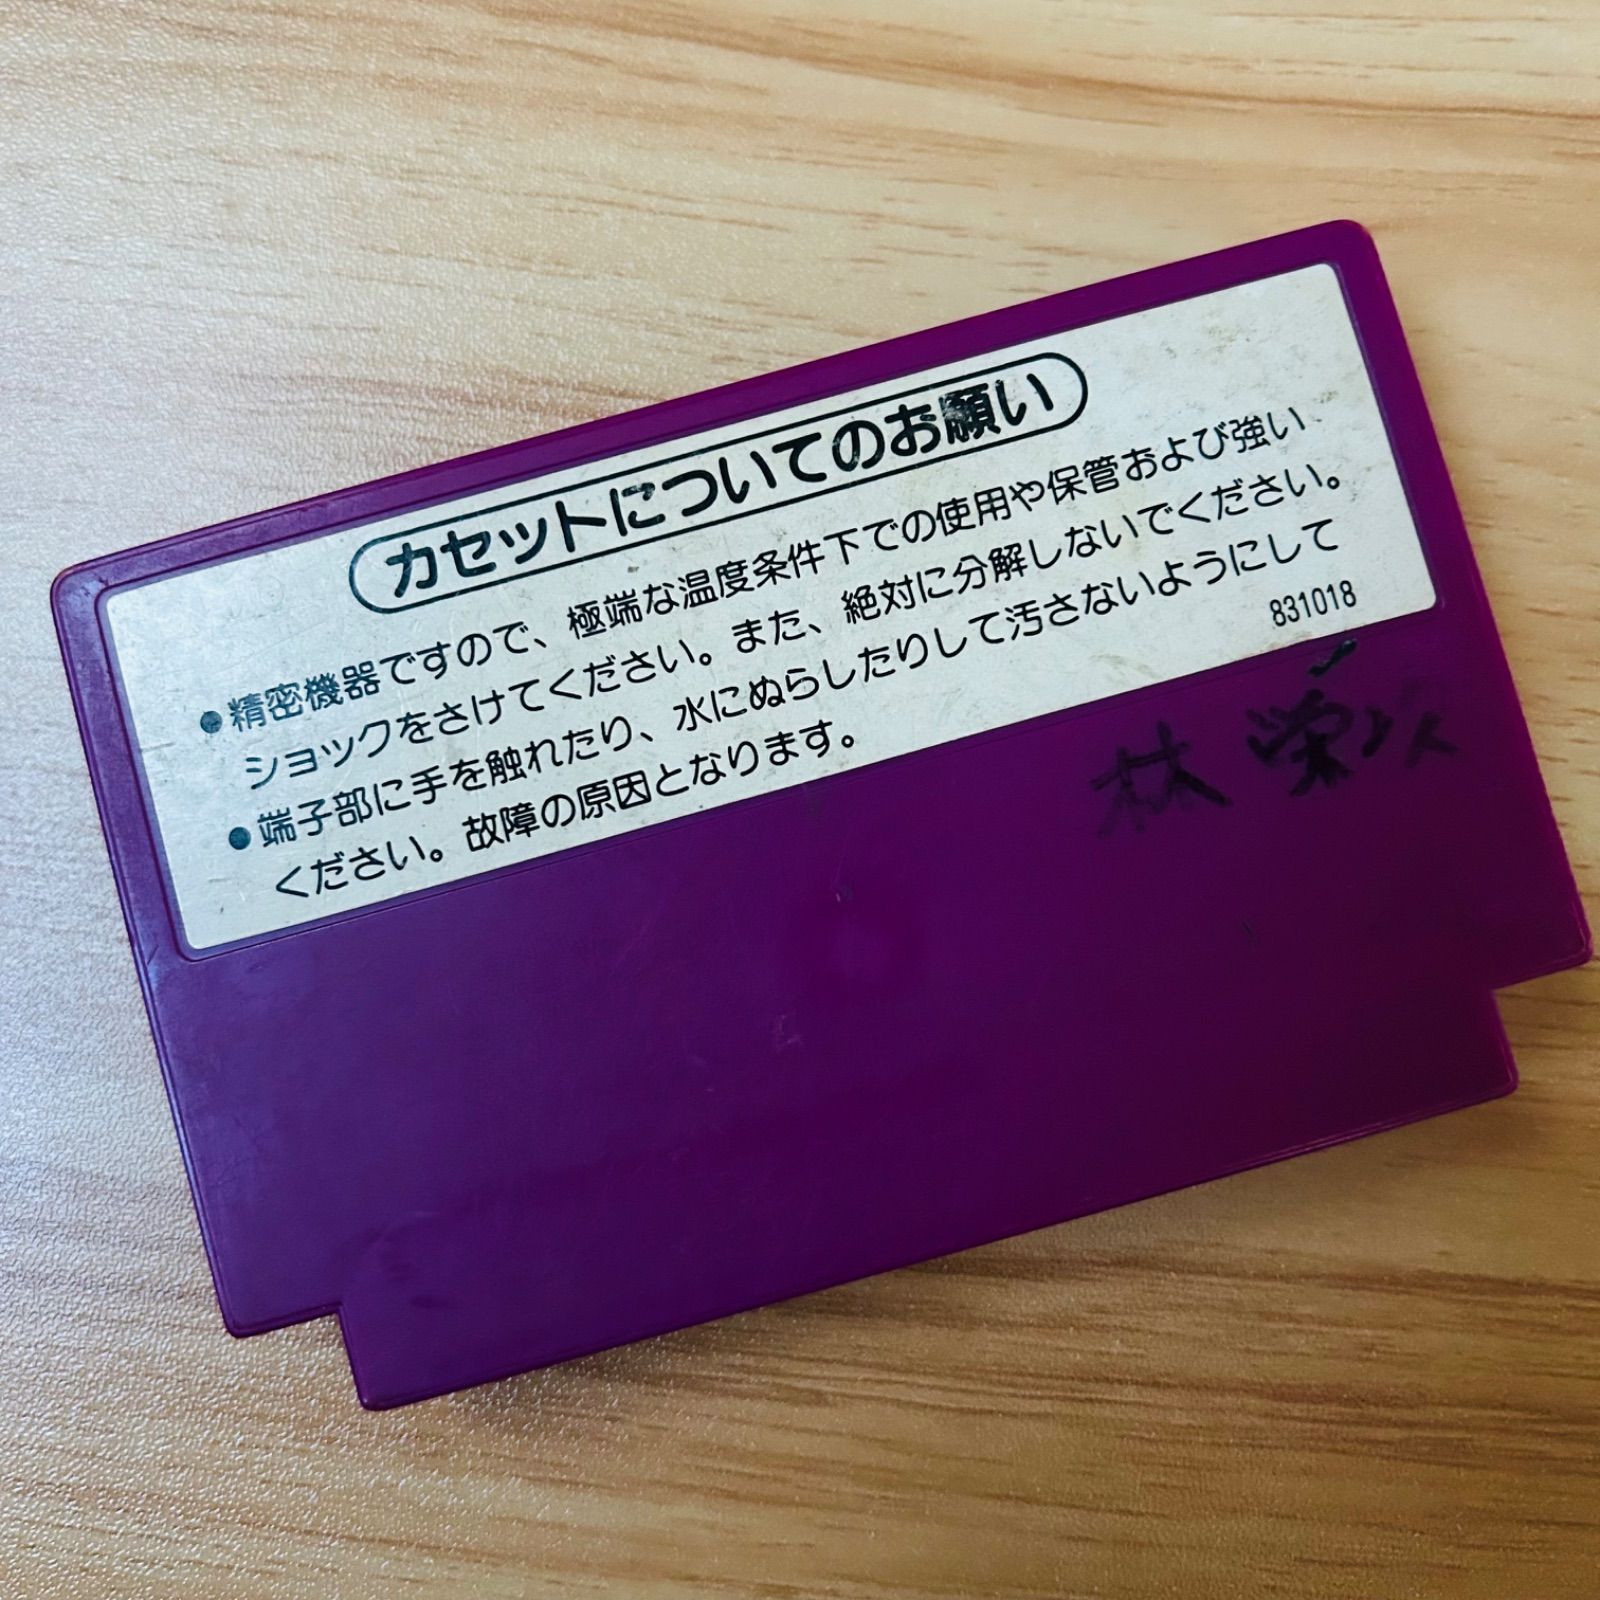 カセットについてのお願い
●精密機器ですので、極端な温度条件下での使用や保管および強い
ショックをさけてください。また、絶対に分解しないでください。
●端子部に手を触れたり、水にぬらしたりして汚さないようにして
ください。故障の原因となります。
831018
林 栄以